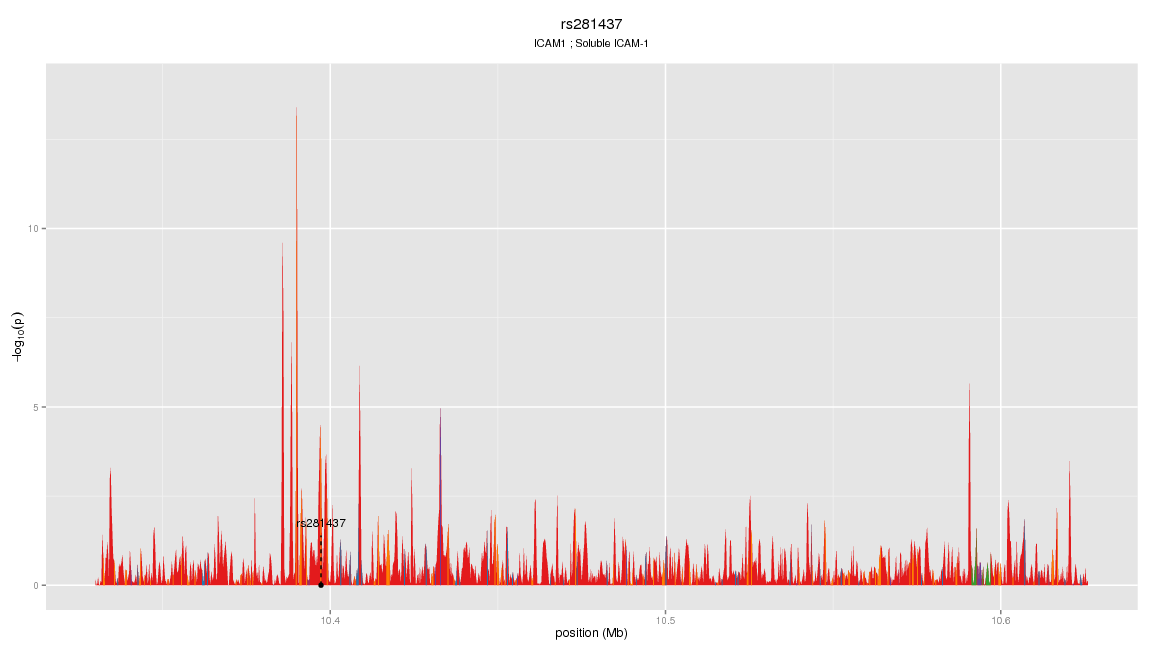 rs281437
ICAM1 ; Soluble ICAM-1
10
5
0
−log10(p)
rs281437
10.4
10.5
10.6
position (Mb)